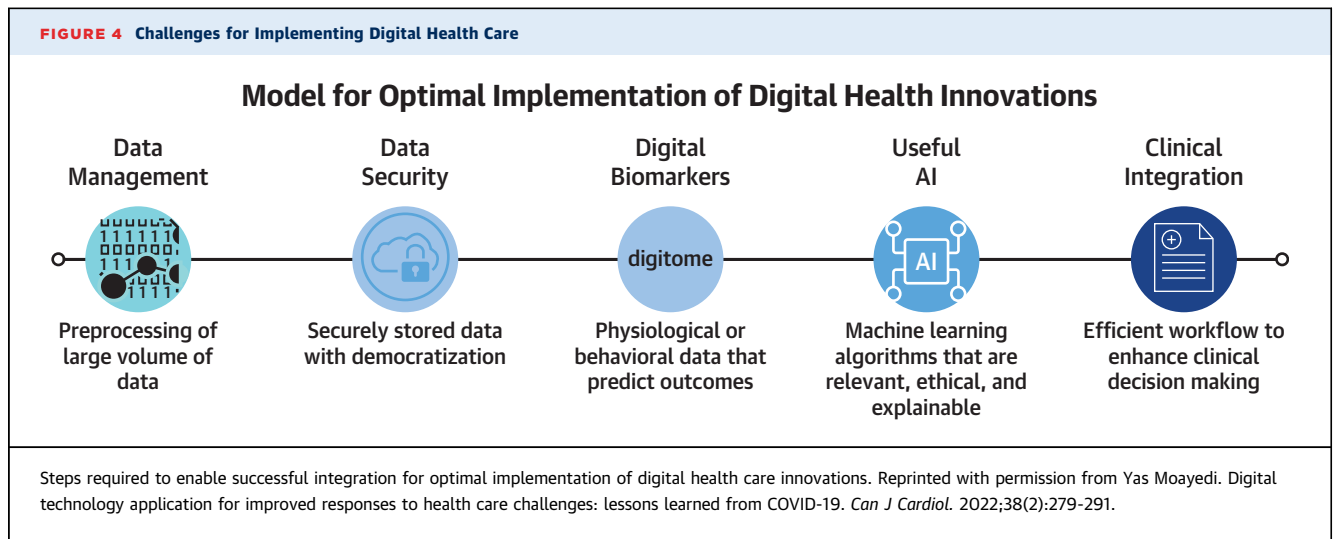 FIGURE 4 Challenges for Implementing Digital Health Care
Model for Optimal Implementation of Digital Health Innovations
Data
Management
Data
Security
Digital
Biomarkers
Useful
AI
Clinical
Integration
digitome
AI
Preprocessing of
large volume of
data
Securely stored data
with democratization
Physiological or
behavioral data that
predict outcomes
Machine learning
algorithms that are
relevant, ethical, and
explainable
Efficient workflow to
enhance clinical
decision making
Steps required to enable successful integration for optimal implementation of digital health care innovations. Reprinted with permission from Yas Moayedi. Digital
technology application for improved responses to health care challenges: lessons learned from COVID-19. Can J Cardiol. 2022;38(2):279-291.